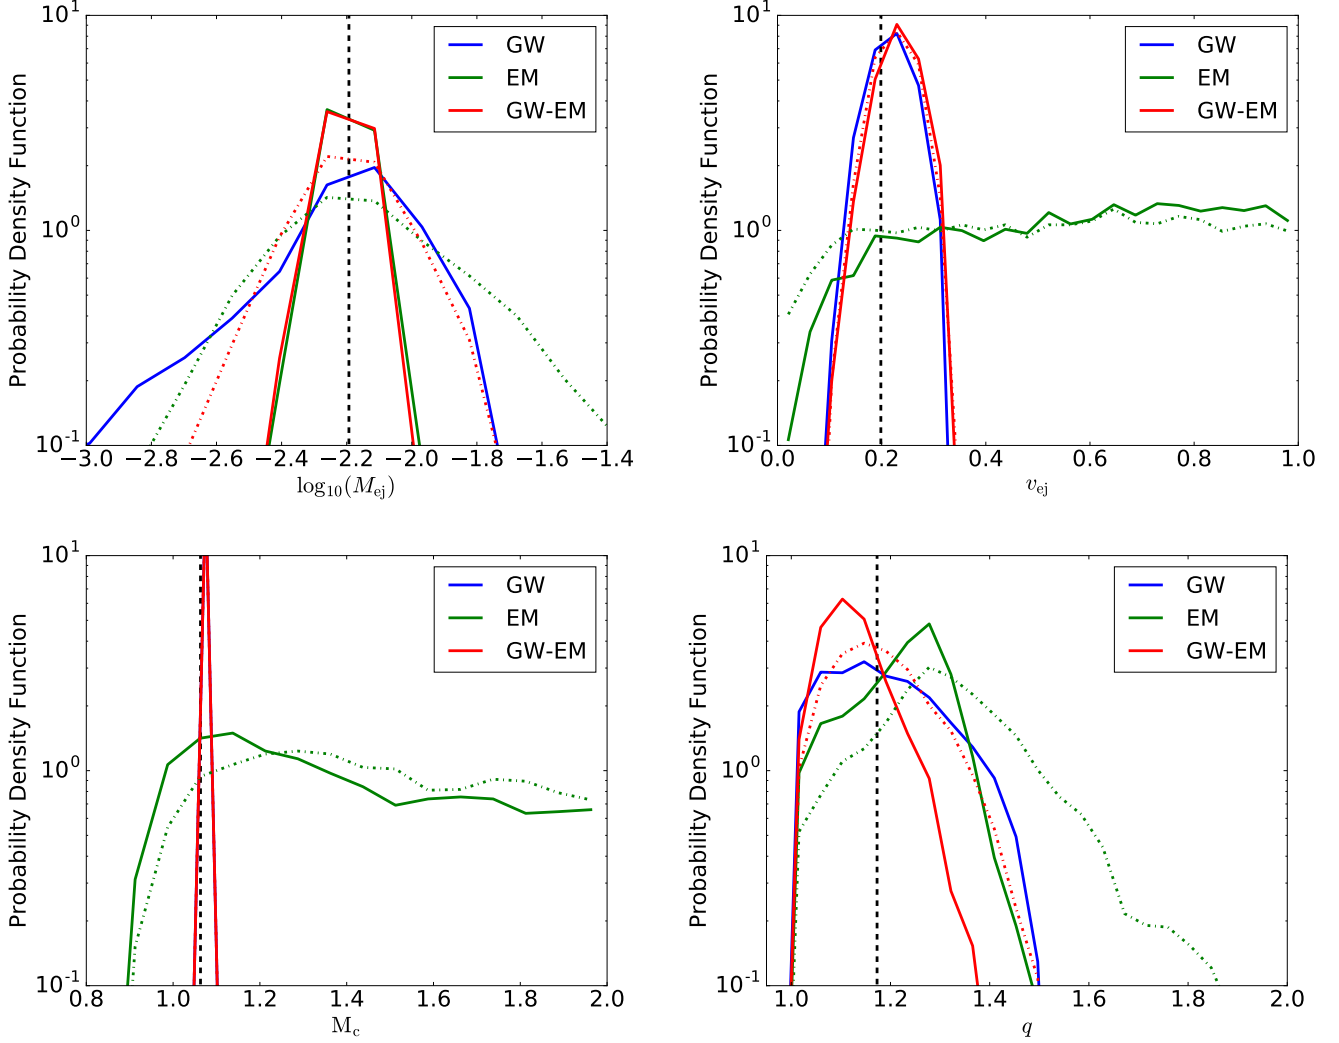 Probability Density Function
10^1
10^0
10^-1
GW
EM
GW-EM
−3.0 −2.8 −2.6 −2.4 −2.2 −2.0 −1.8 −1.6 −1.4
log10(Mej)
Probability Density Function
10^1
10^0
10^-1
GW
EM
GW-EM
0.0 0.2 0.4 0.6 0.8 1.0
vej
Probability Density Function
10^1
10^0
10^-1
GW
EM
GW-EM
0.8 1.0 1.2 1.4 1.6 1.8 2.0
Mc
Probability Density Function
10^1
10^0
10^-1
GW
EM
GW-EM
1.0 1.2 1.4 1.6 1.8 2.0
q